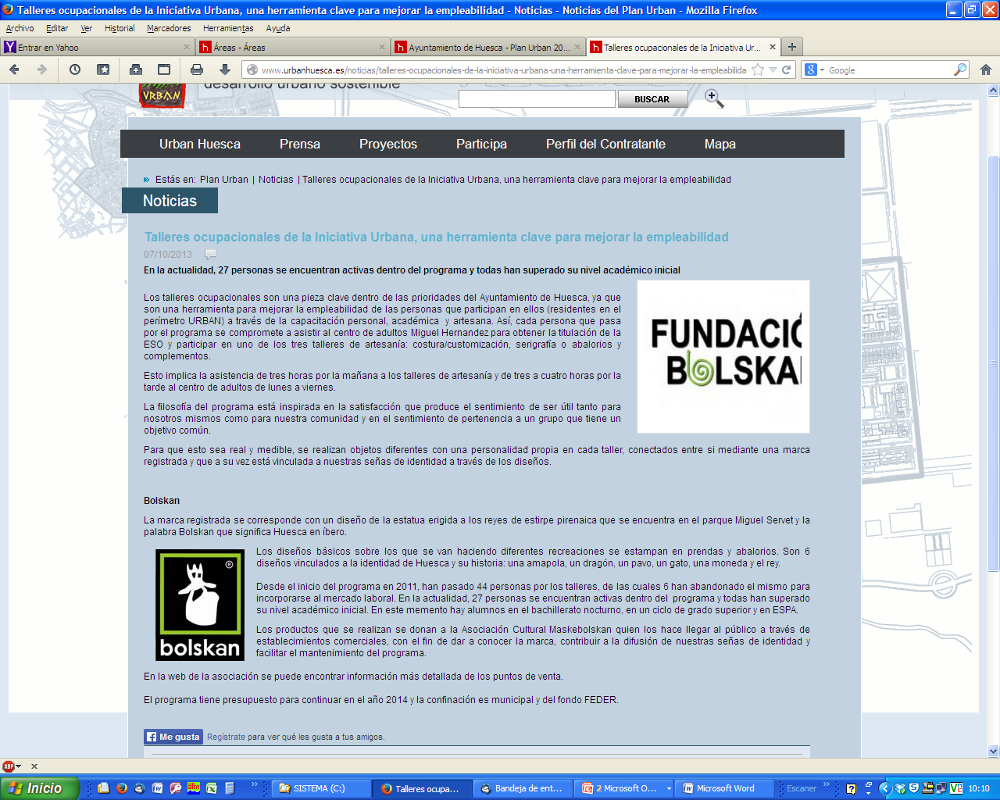 Talleres ocupacionales de la Iniciativa Urbana, una herramienta clave para mejorar la empleabilidad - Noticias - Noticias del Plan Urban - Mozilla Firefox
Archivo Editar Ver Historial Marcadores Herramientas Ayuda
Entrar en Yahoo
Áreas - Áreas
Ayuntamiento de Huesca - Plan Urban 20...
Talleres ocupacionales de la Iniciativa Ur...
www.urbanhuesca.es/noticias/talleres-ocupacionales-de-la-iniciativa-urbana-una-herramienta-clave-para-mejorar-la-empleabilida
Google
URBAN
desarrollo urbano sostenible
BUSCAR
Urban Huesca Prensa Proyectos Participa Perfil del Contratante Mapa
Estás en: Plan Urban | Noticias | Talleres ocupacionales de la Iniciativa Urbana, una herramienta clave para mejorar la empleabilidad
Noticias
Talleres ocupacionales de la Iniciativa Urbana, una herramienta clave para mejorar la empleabilidad
07/10/2013
En la actualidad, 27 personas se encuentran activas dentro del programa y todas han superado su nivel académico inicial
Los talleres ocupacionales son una pieza clave dentro de las prioridades del Ayuntamiento de Huesca, ya que
son una herramienta para mejorar la empleabilidad de las personas que participan en ellos (residentes en el
perímetro URBAN) a través de la capacitación personal, académica y artesana. Así, cada persona que pasa
por el programa se compromete a asistir al centro de adultos Miguel Hernandez para obtener la titulación de la
ESO y participar en uno de los tres talleres de artesanía: costura/customización, serigrafía o abalorios y
complementos.
FUNDACIÓ
BOLSKAN
Esto implica la asistencia de tres horas por la mañana a los talleres de artesanía y de tres a cuatro horas por la
tarde al centro de adultos de lunes a viernes.
La filosofía del programa está inspirada en la satisfacción que produce el sentimiento de ser útil tanto para
nosotros mismos como para nuestra comunidad y en el sentimiento de pertenencia a un grupo que tiene un
objetivo común.
Para que esto sea real y medible, se realizan objetos diferentes con una personalidad propia en cada taller, conectados entre si mediante una marca
registrada y que a su vez está vinculada a nuestras señas de identidad a través de los diseños.
Bolskan
La marca registrada se corresponde con un diseño de la estatua erigida a los reyes de estirpe pirenaica que se encuentra en el parque Miguel Servet y la
palabra Bolskan que significa Huesca en íbero.
®
bolskan
Los diseños básicos sobre los que se van haciendo diferentes recreaciones se estampan en prendas y abalorios. Son 6
diseños vinculados a la identidad de Huesca y su historia: una amapola, un dragón, un pavo, un gato, una moneda y el rey.
Desde el inicio del programa en 2011, han pasado 44 personas por los talleres, de las cuales 6 han abandonado el mismo para
incorporarse al mercado laboral. En la actualidad, 27 personas se encuentran activas dentro del programa y todas han superado
su nivel académico inicial. En este memento hay alumnos en el bachillerato nocturno, en un ciclo de grado superior y en ESPA.
Los productos que se realizan se donan a la Asociación Cultural Maskebolskan quien los hace llegar al público a través de
establecimientos comerciales, con el fin de dar a conocer la marca, contribuir a la difusión de nuestras señas de identidad y
facilitar el mantenimiento del programa.
En la web de la asociación se puede encontrar información más detallada de los puntos de venta.
El programa tiene presupuesto para continuar en el año 2014 y la confinación es municipal y del fondo FEDER.
Me gusta Regístrate para ver qué les gusta a tus amigos.
ABP
Inicio
SISTEMA (C:)
Talleres ocupa...
Bandeja de ent...
2 Microsoft O...
Microsoft Word
Escaner
10:10